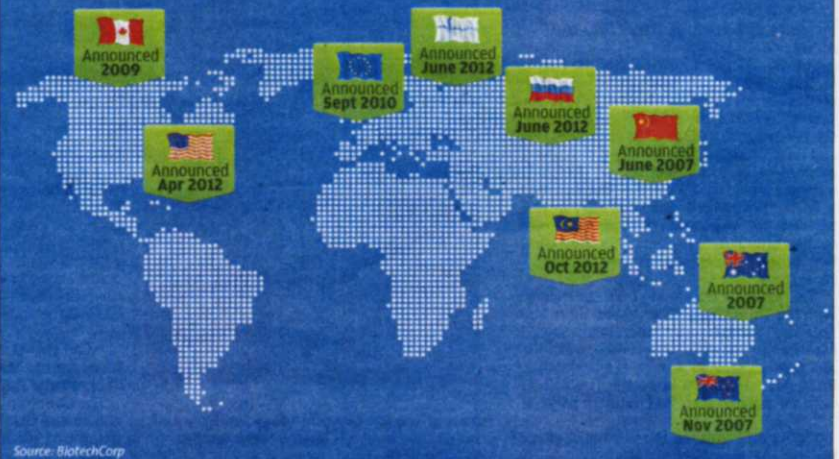 Announced
2009
Announced
June 2012
Announced
Sept 2010
Announced
June 2012
Announced
June 2007
Announced
Apr 2012
Announced
Oct 2012
Announced
2007
Announced
Nov 2007
Source: BiotechCorp